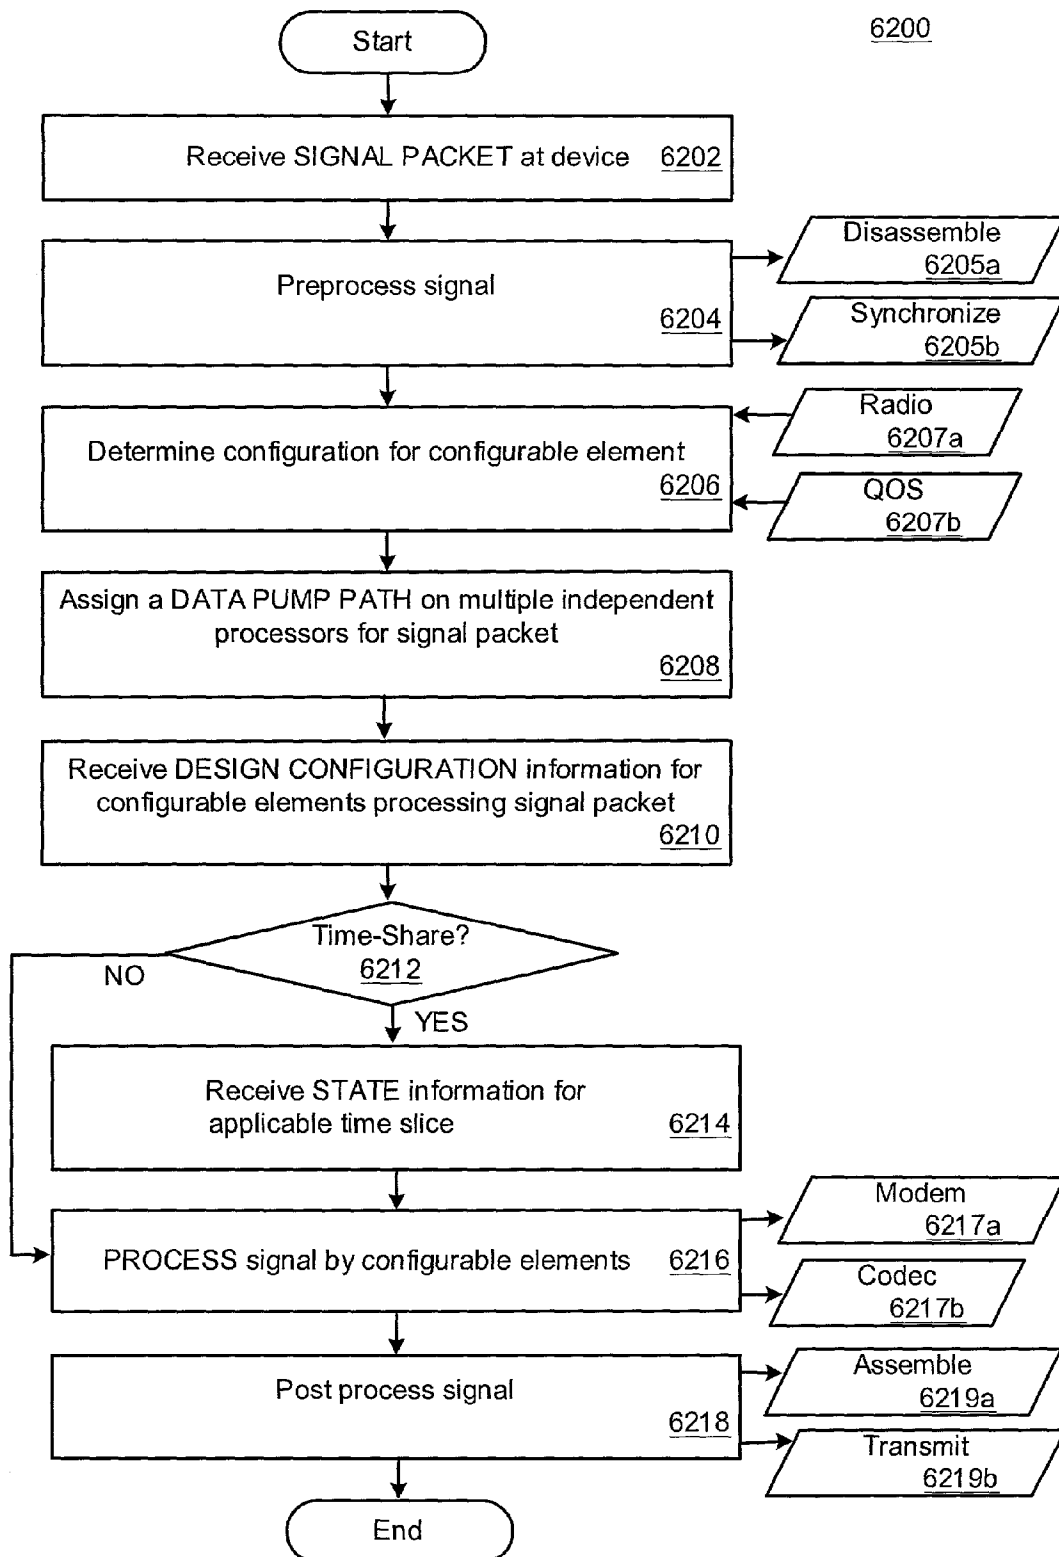 6200
Start
Receive SIGNAL PACKET at device 6202
Preprocess signal
6204
Disassemble
6205a
Synchronize
6205b
Determine configuration for configurable element
6206
Radio
6207a
QOS
6207b
Assign a DATA PUMP PATH on multiple independent
processors for signal packet
6208
Receive DESIGN CONFIGURATION information for
configurable elements processing signal packet
6210
Time-Share?
6212
NO
YES
Receive STATE information for
applicable time slice
6214
PROCESS signal by configurable elements 6216
Modem
6217a
Codec
6217b
Post process signal
6218
Assemble
6219a
Transmit
6219b
End